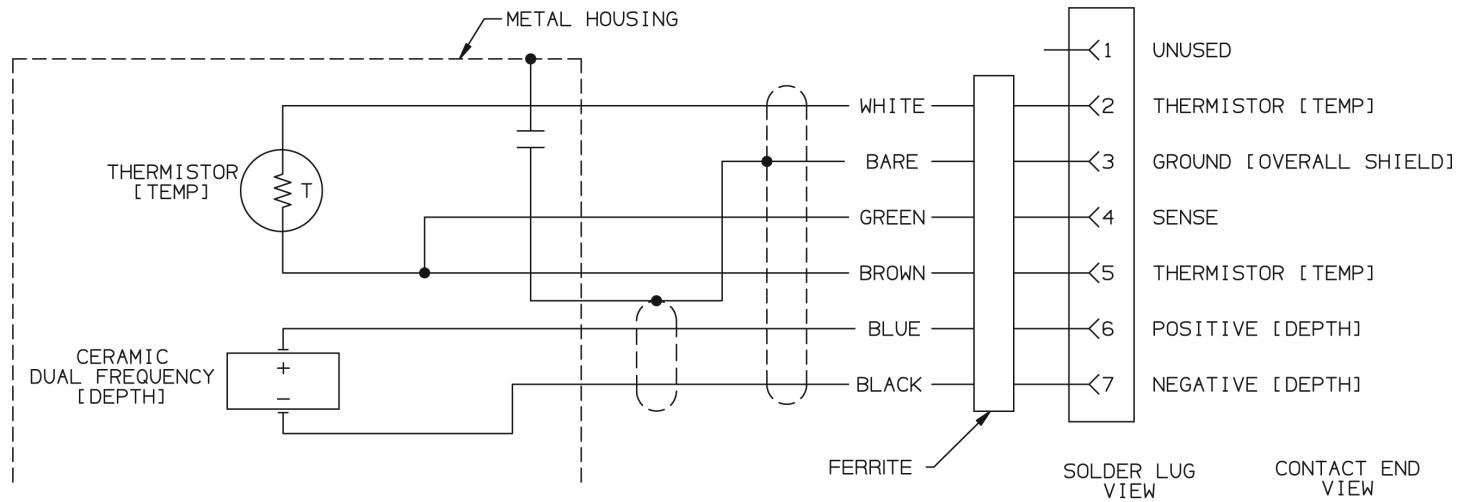 METAL HOUSING
1 UNUSED
WHITE 2 THERMISTOR [TEMP]
BARE 3 GROUND [OVERALL SHIELD]
THERMISTOR
[TEMP]
T
GREEN 4 SENSE
BROWN 5 THERMISTOR [TEMP]
BLUE 6 POSITIVE [DEPTH]
CERAMIC
DUAL FREQUENCY
[DEPTH]
+
−
BLACK 7 NEGATIVE [DEPTH]
FERRITE
SOLDER LUG
VIEW
CONTACT END
VIEW